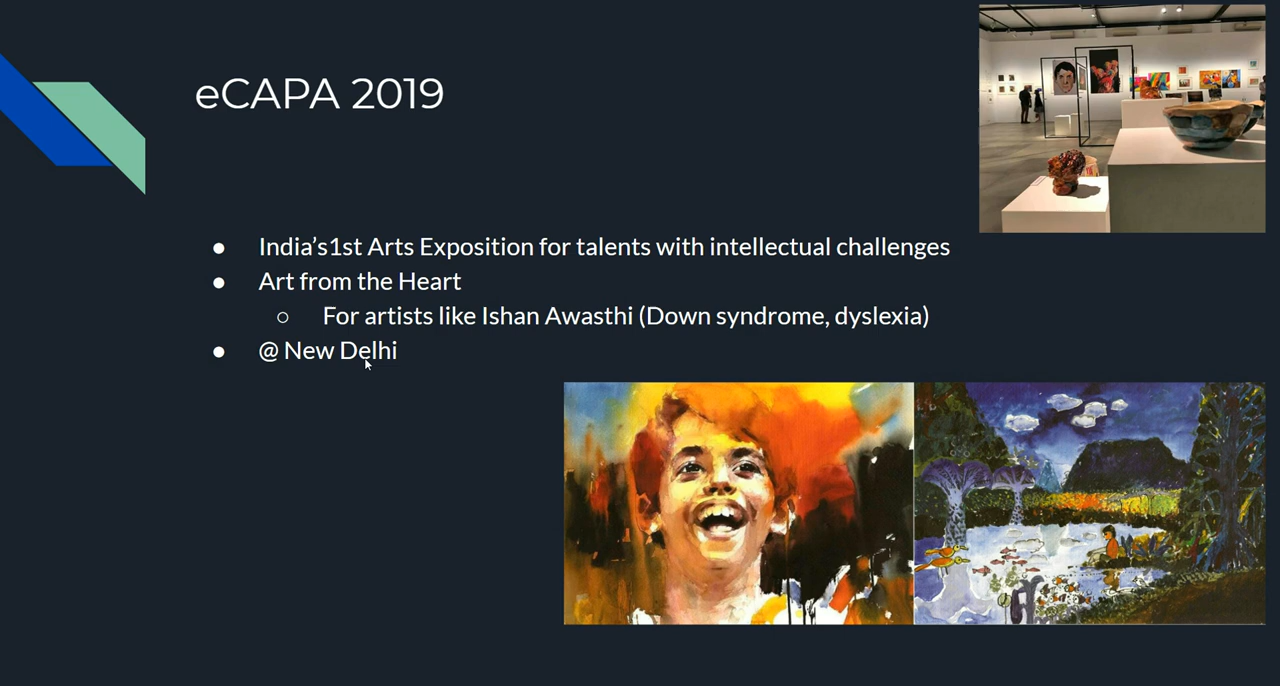 eCAPA 2019
● India’s1st Arts Exposition for talents with intellectual challenges
● Art from the Heart
○ For artists like Ishan Awasthi (Down syndrome, dyslexia)
● @ New Delhi